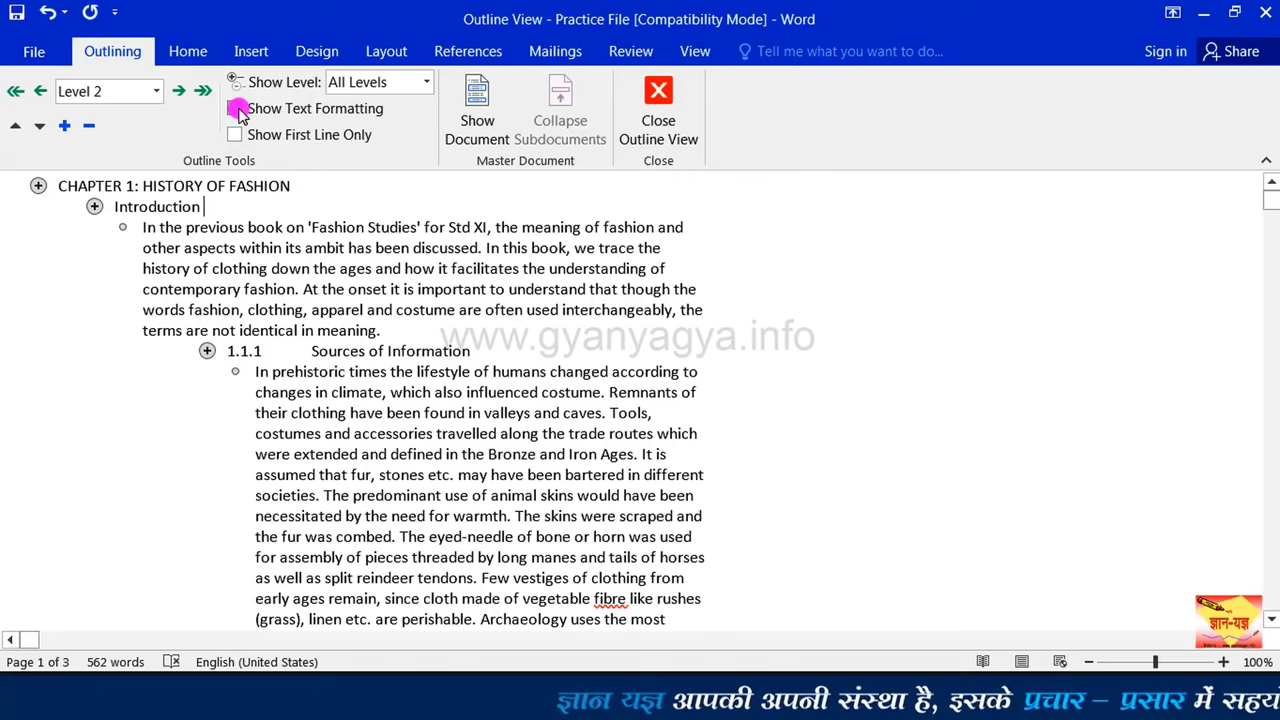 Outline View - Practice File [Compatibility Mode] - Word
File Outlining Home Insert Design Layout References Mailings Review View Tell me what you want to do... Sign in Share
Level 2
Show Level: All Levels
Show Text Formatting
Show First Line Only
Outline Tools
Show Document
Collapse Subdocuments
Master Document
Close Outline View
Close
CHAPTER 1: HISTORY OF FASHION
Introduction
In the previous book on 'Fashion Studies' for Std XI, the meaning of fashion and
other aspects within its ambit has been discussed. In this book, we trace the
history of clothing down the ages and how it facilitates the understanding of
contemporary fashion. At the onset it is important to understand that though the
words fashion, clothing, apparel and costume are often used interchangeably, the
terms are not identical in meaning.
www.gyanyagya.info
1.1.1 Sources of Information
In prehistoric times the lifestyle of humans changed according to
changes in climate, which also influenced costume. Remnants of
their clothing have been found in valleys and caves. Tools,
costumes and accessories travelled along the trade routes which
were extended and defined in the Bronze and Iron Ages. It is
assumed that fur, stones etc. may have been bartered in different
societies. The predominant use of animal skins would have been
necessitated by the need for warmth. The skins were scraped and
the fur was combed. The eyed-needle of bone or horn was used
for assembly of pieces threaded by long manes and tails of horses
as well as split reindeer tendons. Few vestiges of clothing from
early ages remain, since cloth made of vegetable fibre like rushes
(grass), linen etc. are perishable. Archaeology uses the most
ज्ञान-यज्ञ
Page 1 of 3 562 words English (United States) 100%
ज्ञान यज्ञ आपकी अपनी संस्था है, इसके प्रचार – प्रसार में सहयं